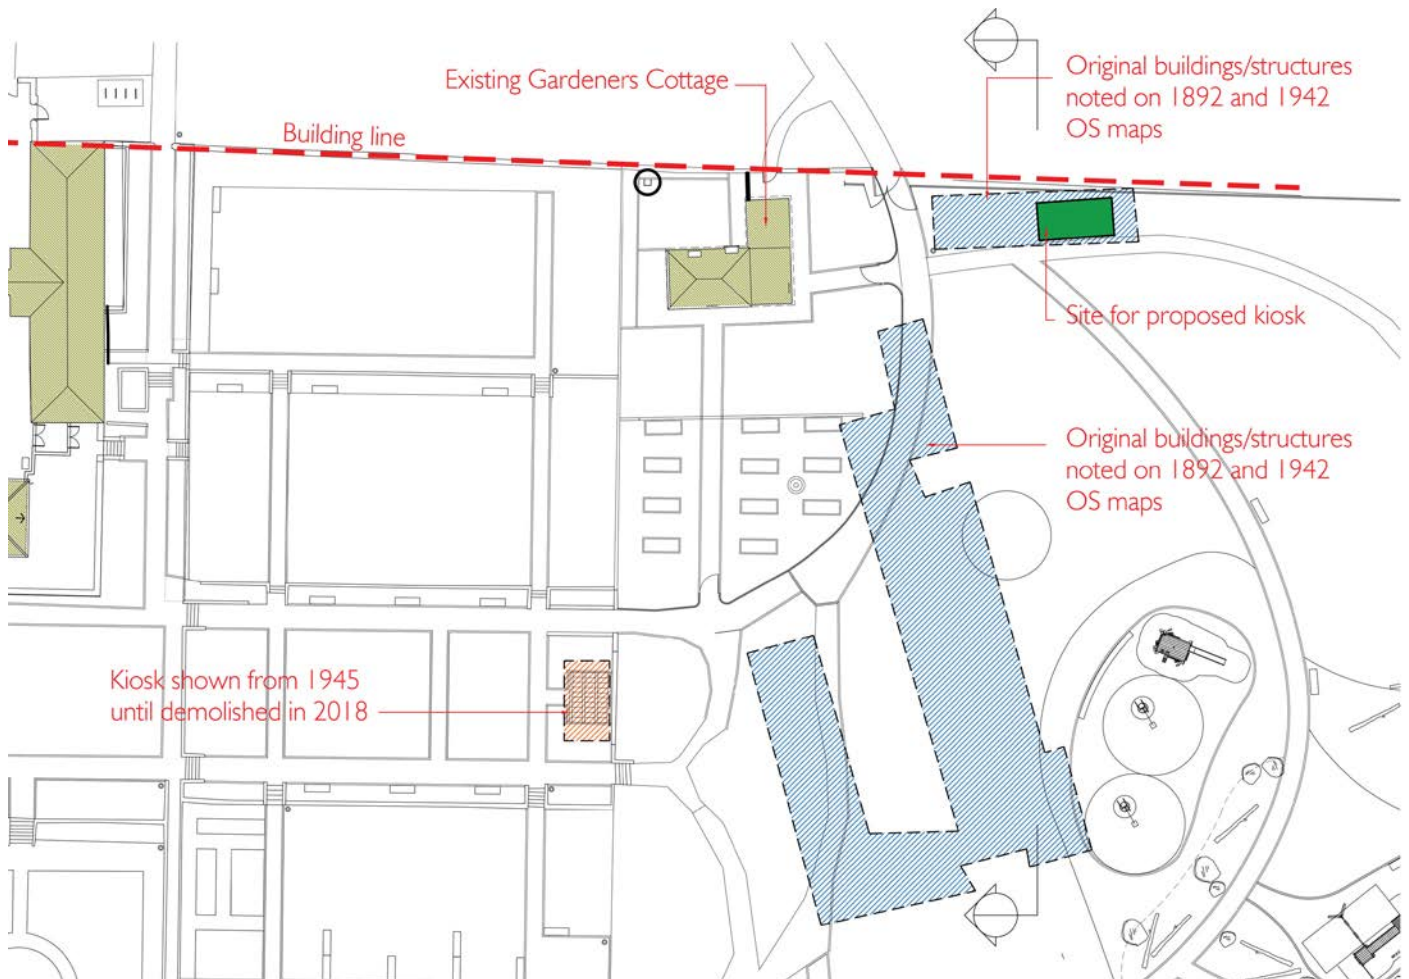 Existing Gardeners Cottage
Original buildings/structures
noted on 1892 and 1942
OS maps
Building line
Site for proposed kiosk
Original buildings/structures
noted on 1892 and 1942
OS maps
Kiosk shown from 1945
until demolished in 2018